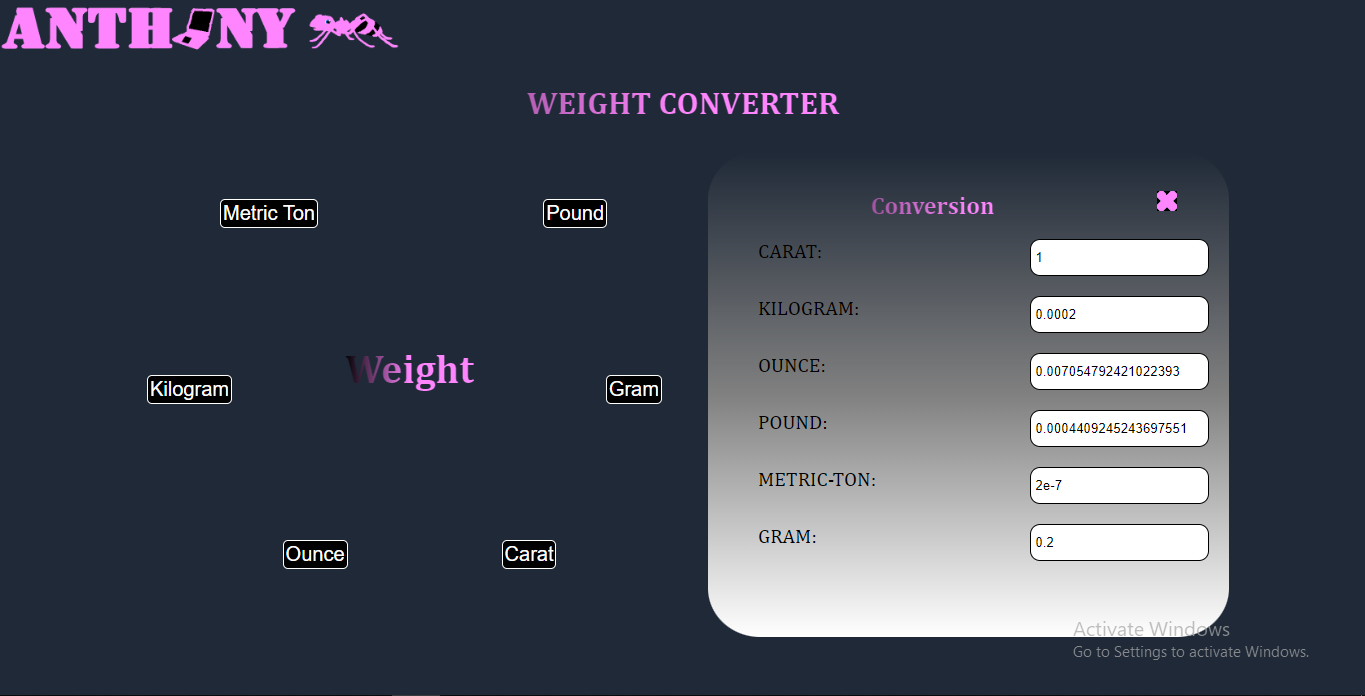 ANTHONY
WEIGHT CONVERTER
Metric Ton
Pound
Kilogram
Weight
Gram
Ounce
Carat
Conversion
CARAT: 1
KILOGRAM: 0.0002
OUNCE: 0.007054792421022393
POUND: 0.0004409245243697551
METRIC-TON: 2e-7
GRAM: 0.2
Activate Windows
Go to Settings to activate Windows.